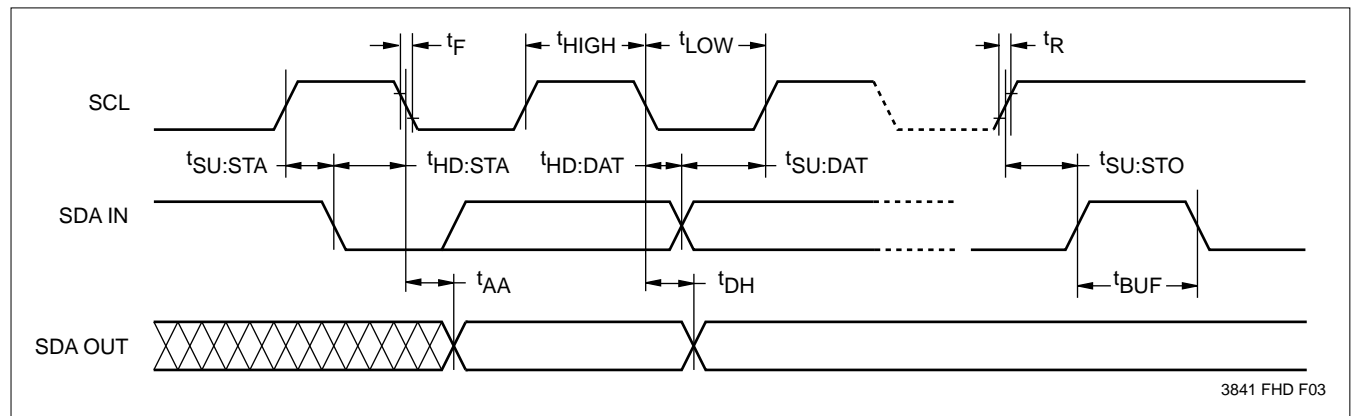 tF
tHIGH
tLOW
tR
SCL
tSU:STA
tHD:STA
tHD:DAT
tSU:DAT
tSU:STO
SDA IN
tAA
tDH
tBUF
SDA OUT
3841 FHD F03